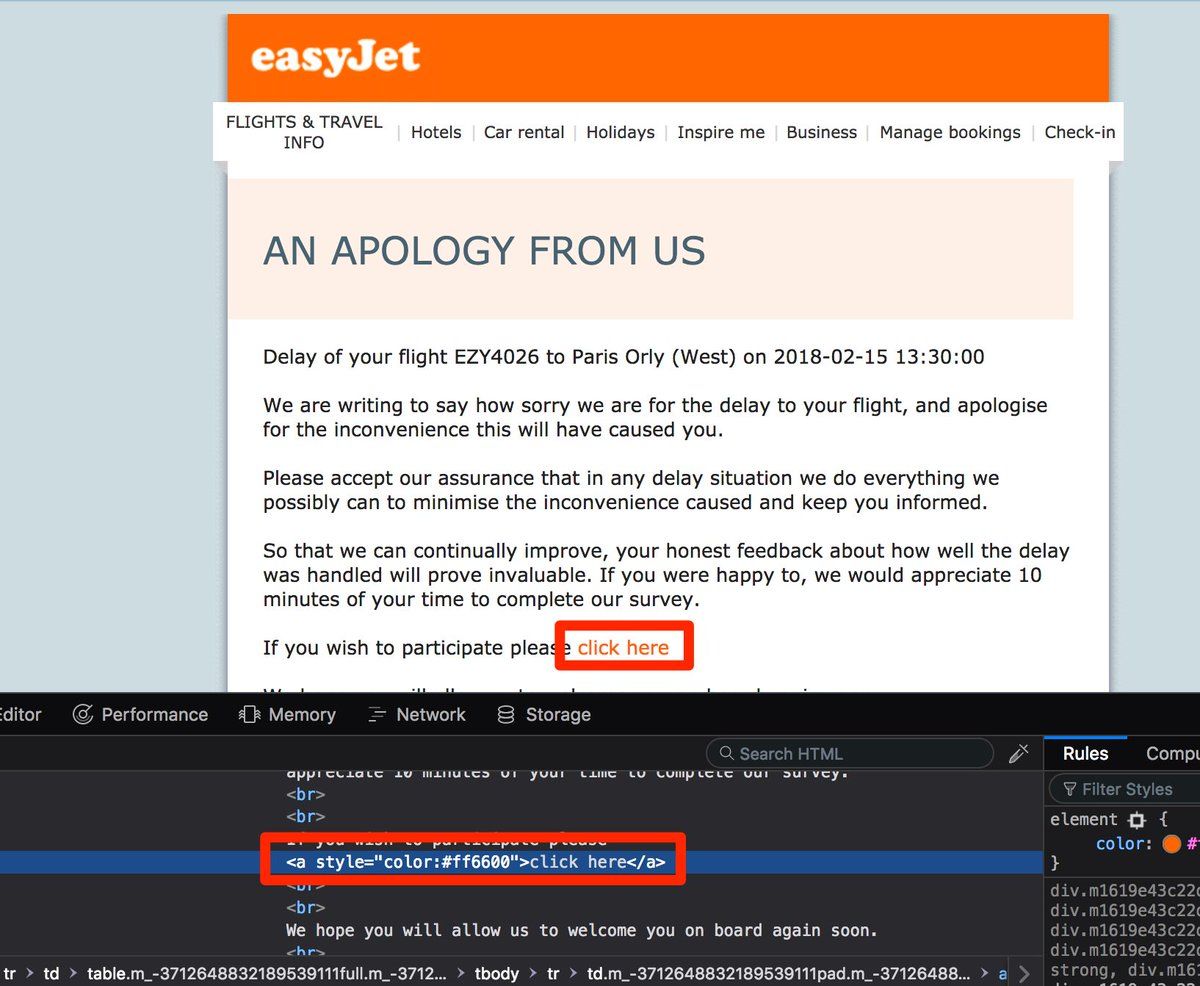 easyJet
FLIGHTS & TRAVEL
INFO
Hotels
Car rental
Holidays
Inspire me
Business
Manage bookings
Check-in
AN APOLOGY FROM US
Delay of your flight EZY4026 to Paris Orly (West) on 2018-02-15 13:30:00
We are writing to say how sorry we are for the delay to your flight, and apologise
for the inconvenience this will have caused you.
Please accept our assurance that in any delay situation we do everything we
possibly can to minimise the inconvenience caused and keep you informed.
So that we can continually improve, your honest feedback about how well the delay
was handled will prove invaluable. If you were happy to, we would appreciate 10
minutes of your time to complete our survey.
If you wish to participate please click here
Editor
Performance
Memory
Network
Storage
Search HTML
Rules
Compu
appreciate 10 minutes of your time to complete our survey.
<br>
<br>
If you wish to participate please
<a style="color:#ff6600">click here</a>
<br>
<br>
We hope you will allow us to welcome you on board again soon.
<br>
Filter Styles
element {
color: #
}
div.m1619e43c22
div.m1619e43c22
div.m1619e43c22
div.m1619e43c22
strong, div.m16
tr > td > table.m_-3712648832189539111full.m_-3712... > tbody > tr > td.m_-3712648832189539111pad.m_-37126488... > a